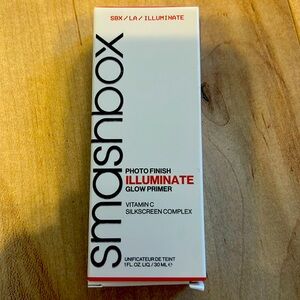 SBX/LA/ILLUMINATE
smashbox
PHOTO FINISH
ILLUMINATE
GLOW PRIMER
VITAMIN C
SILKSCREEN COMPLEX
UNIFICATEUR DE TEINT
1 FL. OZ. LIQ. / 30 ML ℮